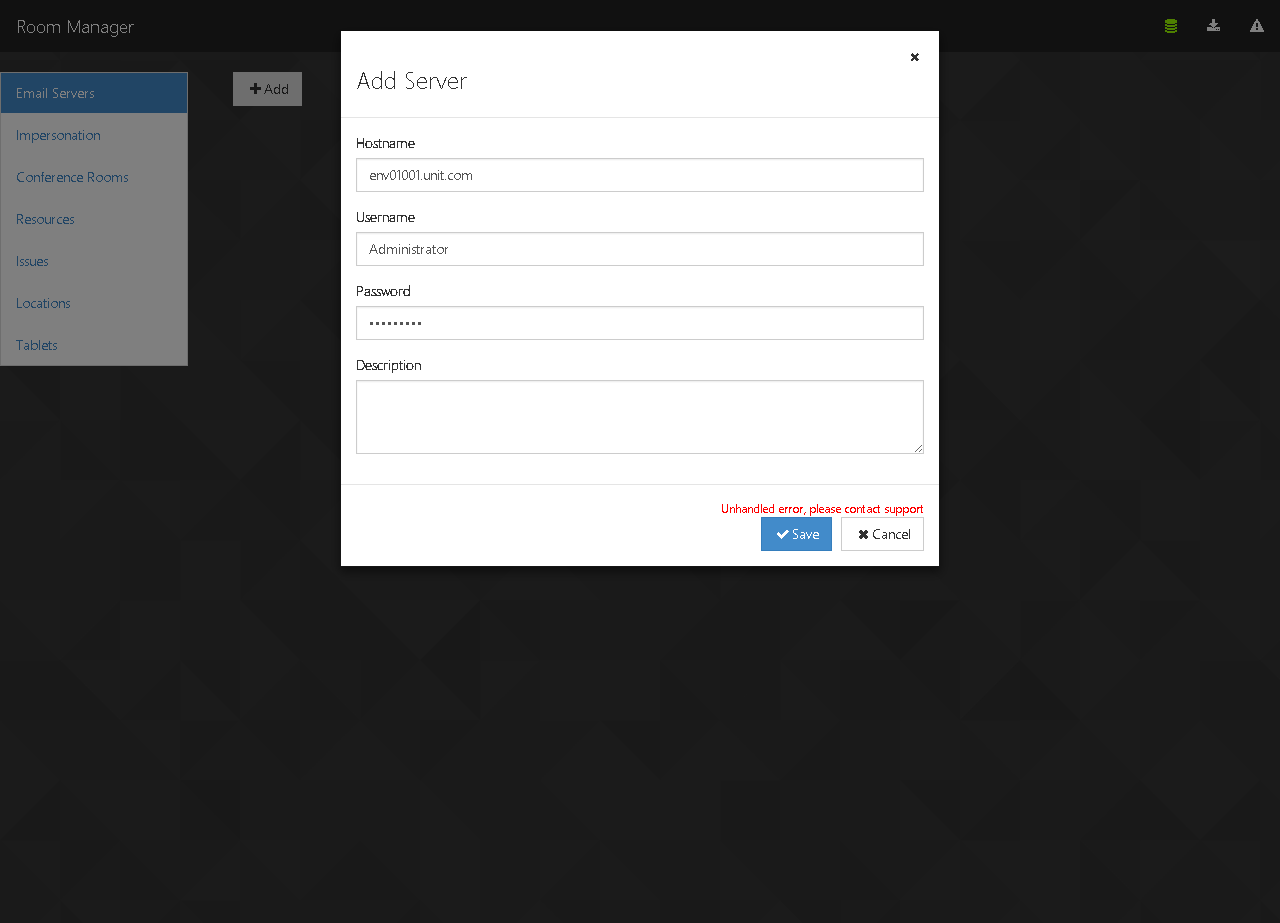 Room Manager
Email Servers
Impersonation
Conference Rooms
Resources
Issues
Locations
Tablets
Add
Add Server
Hostname
env01001.unit.com
Username
Administrator
Password
•••••••••
Description
Unhandled error, please contact support
Save
Cancel